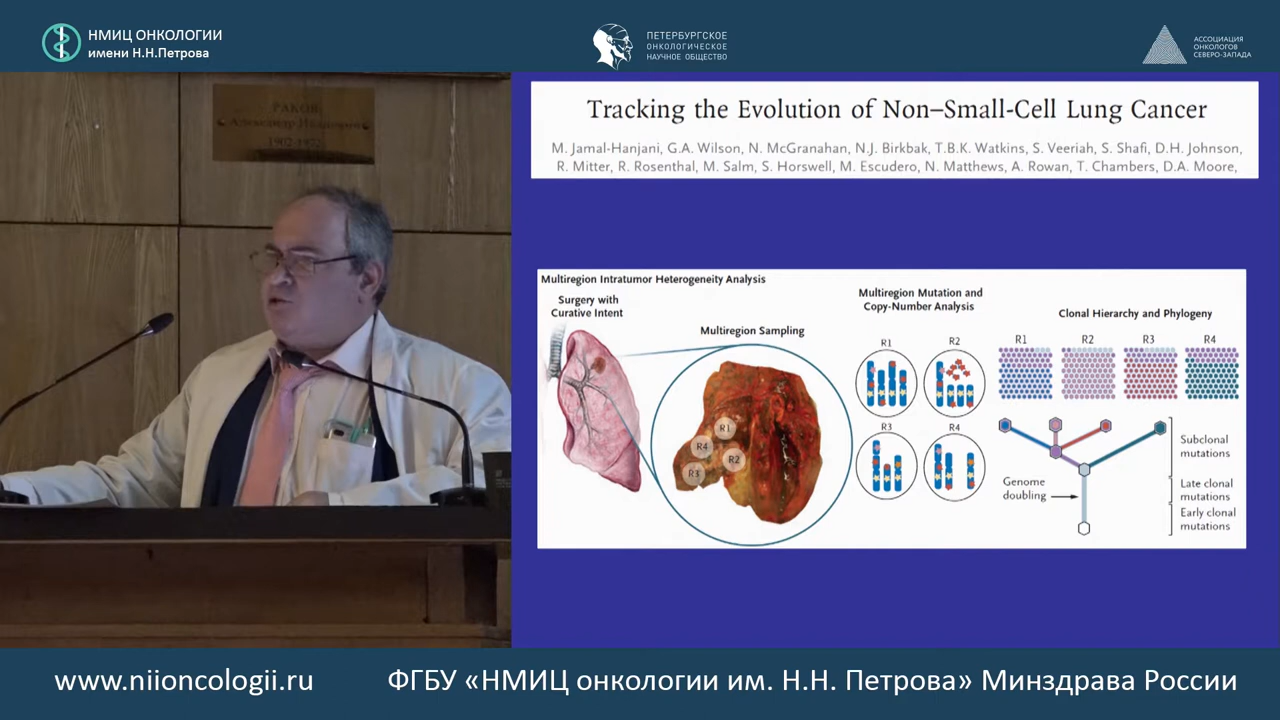 НМИЦ ОНКОЛОГИИ
имени Н.Н.Петрова
ПЕТЕРБУРГСКОЕ
ОНКОЛОГИЧЕСКОЕ
НАУЧНОЕ ОБЩЕСТВО
АССОЦИАЦИЯ
ОНКОЛОГОВ
СЕВЕРО-ЗАПАДА
РАКОВ
Александр Иванович
Tracking the Evolution of Non–Small-Cell Lung Cancer
M. Jamal-Hanjani, G.A. Wilson, N. McGranahan, N.J. Birkbak, T.B.K. Watkins, S. Veeriah, S. Shafi, D.H. Johnson,
R. Mitter, R. Rosenthal, M. Salm, S. Horswell, M. Escudero, N. Matthews, A. Rowan, T. Chambers, D.A. Moore,
Multiregion Intratumor Heterogeneity Analysis
Surgery with
Curative Intent
Multiregion Sampling
R1
R4
R2
R3
Multiregion Mutation and
Copy-Number Analysis
R1
R2
R3
R4
Clonal Hierarchy and Phylogeny
R1
R2
R3
R4
Genome
doubling
Subclonal
mutations
Late clonal
mutations
Early clonal
mutations
www.niioncologii.ru
ФГБУ «НМИЦ онкологии им. Н.Н. Петрова» Минздрава России